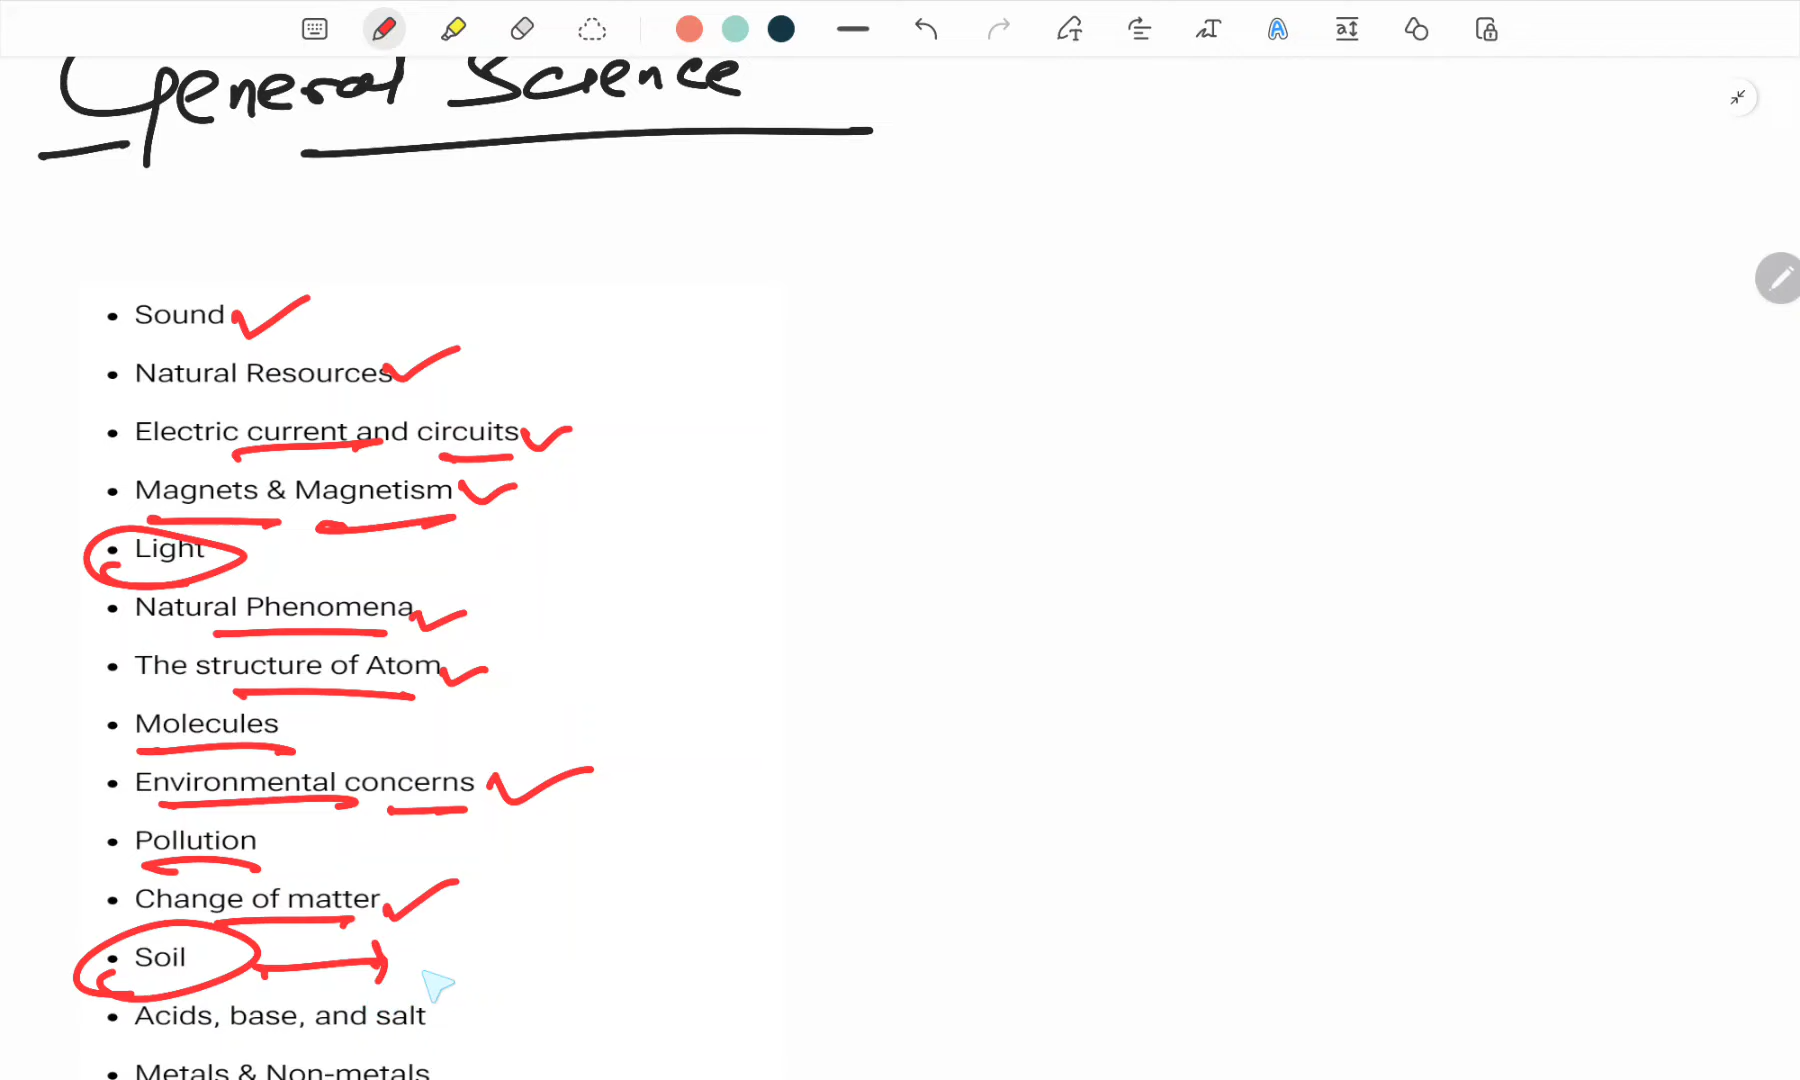 General Science
• Sound
• Natural Resources
• Electric current and circuits
• Magnets & Magnetism
• Light
• Natural Phenomena
• The structure of Atom
• Molecules
• Environmental concerns
• Pollution
• Change of matter
• Soil
• Acids, base, and salt
• Metals & Non-metals